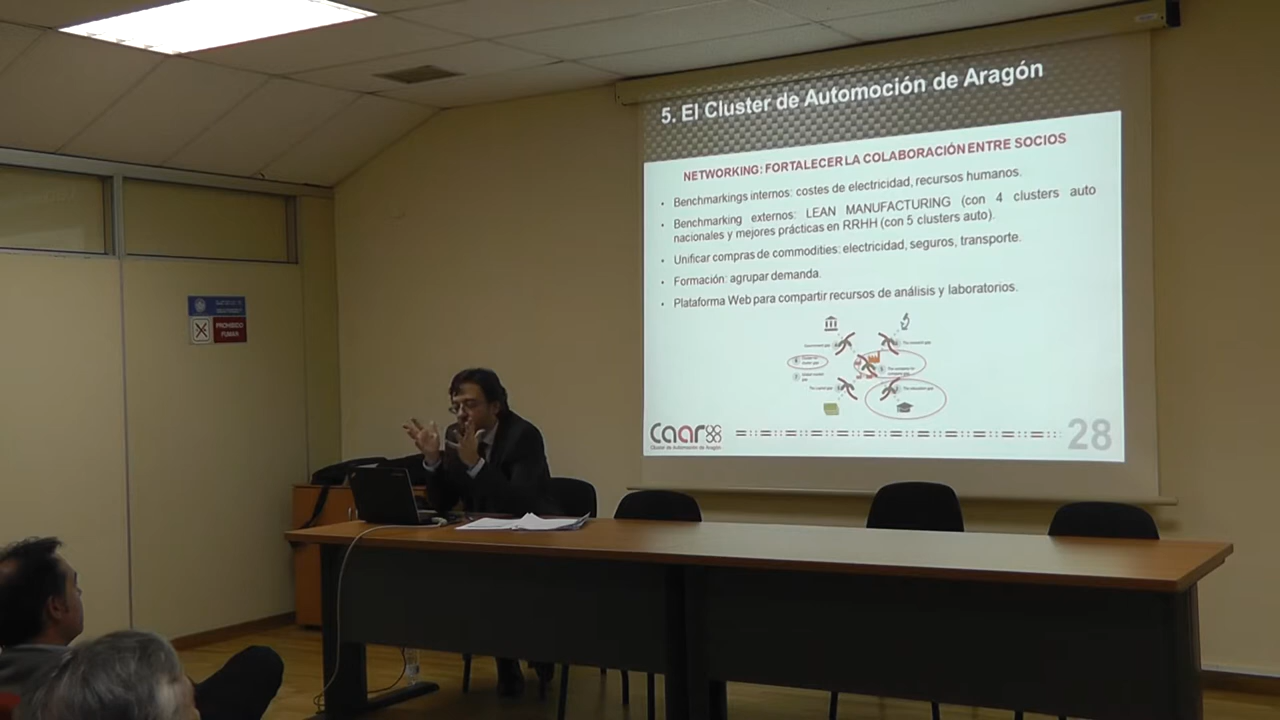 5. El Cluster de Automoción de Aragón
NETWORKING: FORTALECER LA COLABORACIÓN ENTRE SOCIOS
• Benchmarkings internos: costes de electricidad, recursos humanos.
• Benchmarking externos: LEAN MANUFACTURING (con 4 clusters auto
nacionales y mejores prácticas en RRHH (con 5 clusters auto).
• Unificar compras de commodities: electricidad, seguros, transporte.
• Formación: agrupar demanda.
• Plataforma Web para compartir recursos de análisis y laboratorios.
caar
Cluster de Automoción de Aragón
28
PROHIBIDO
FUMAR